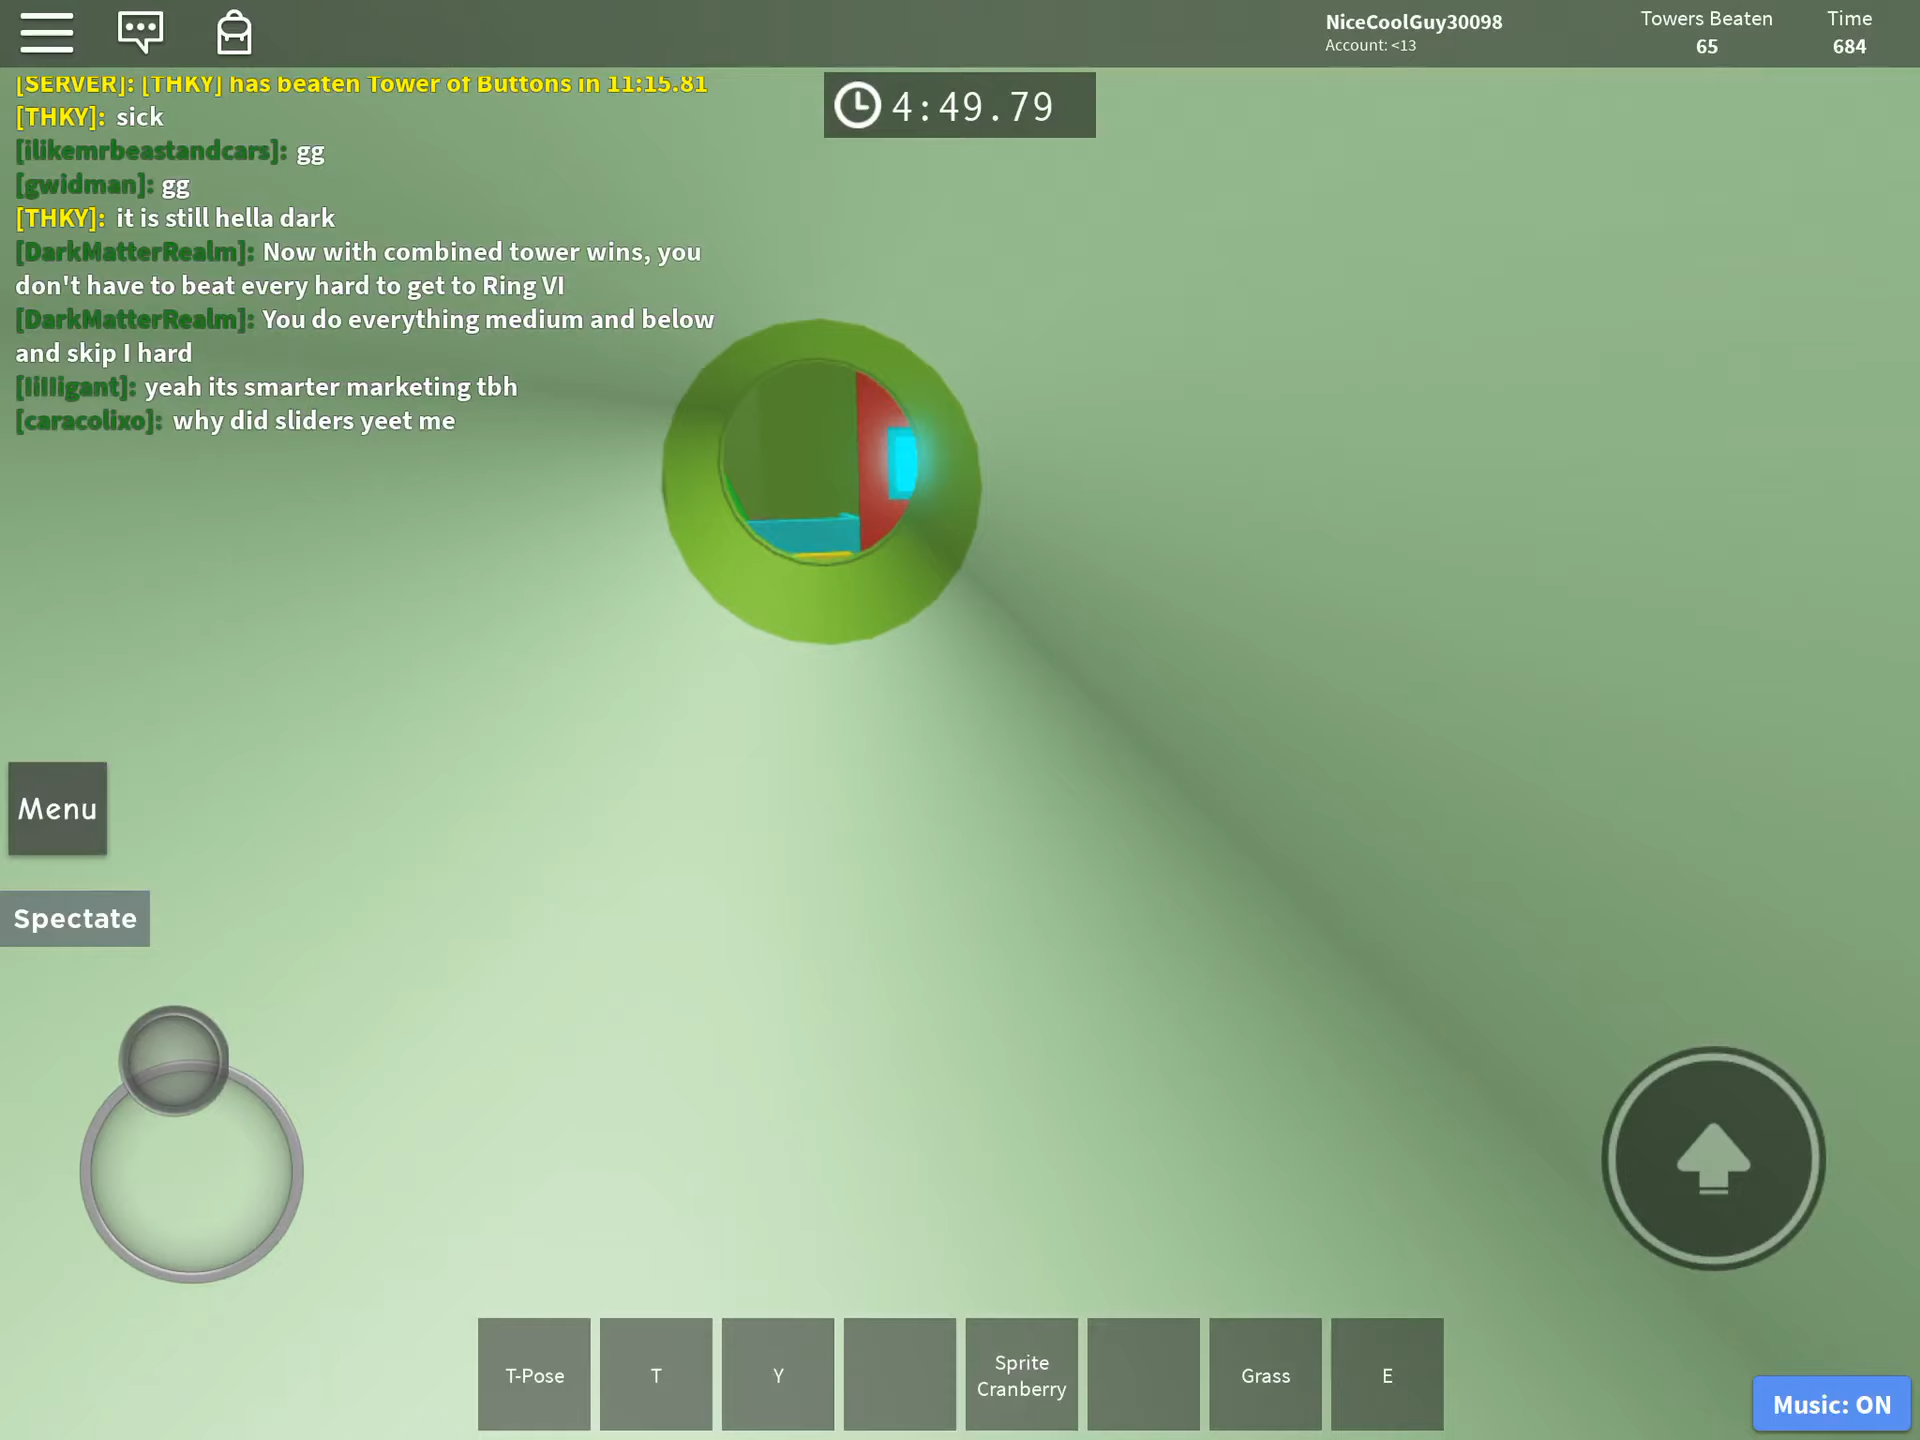 NiceCoolGuy30098
Account: <13
Towers Beaten
65
Time
684
4:49.79
[SERVER]: [THKY] has beaten Tower of Buttons in 11:15.81
[THKY]: sick
[ilikemrbeastandcars]: gg
[gwidman]: gg
[THKY]: it is still hella dark
[DarkMatterRealm]: Now with combined tower wins, you
don't have to beat every hard to get to Ring VI
[DarkMatterRealm]: You do everything medium and below
and skip I hard
yeah its smarter marketing tbh
[caracolixo]: why did sliders yeet me
Menu
Spectate
T-Pose
T
Y
Sprite
Cranberry
Grass
E
Music: ON